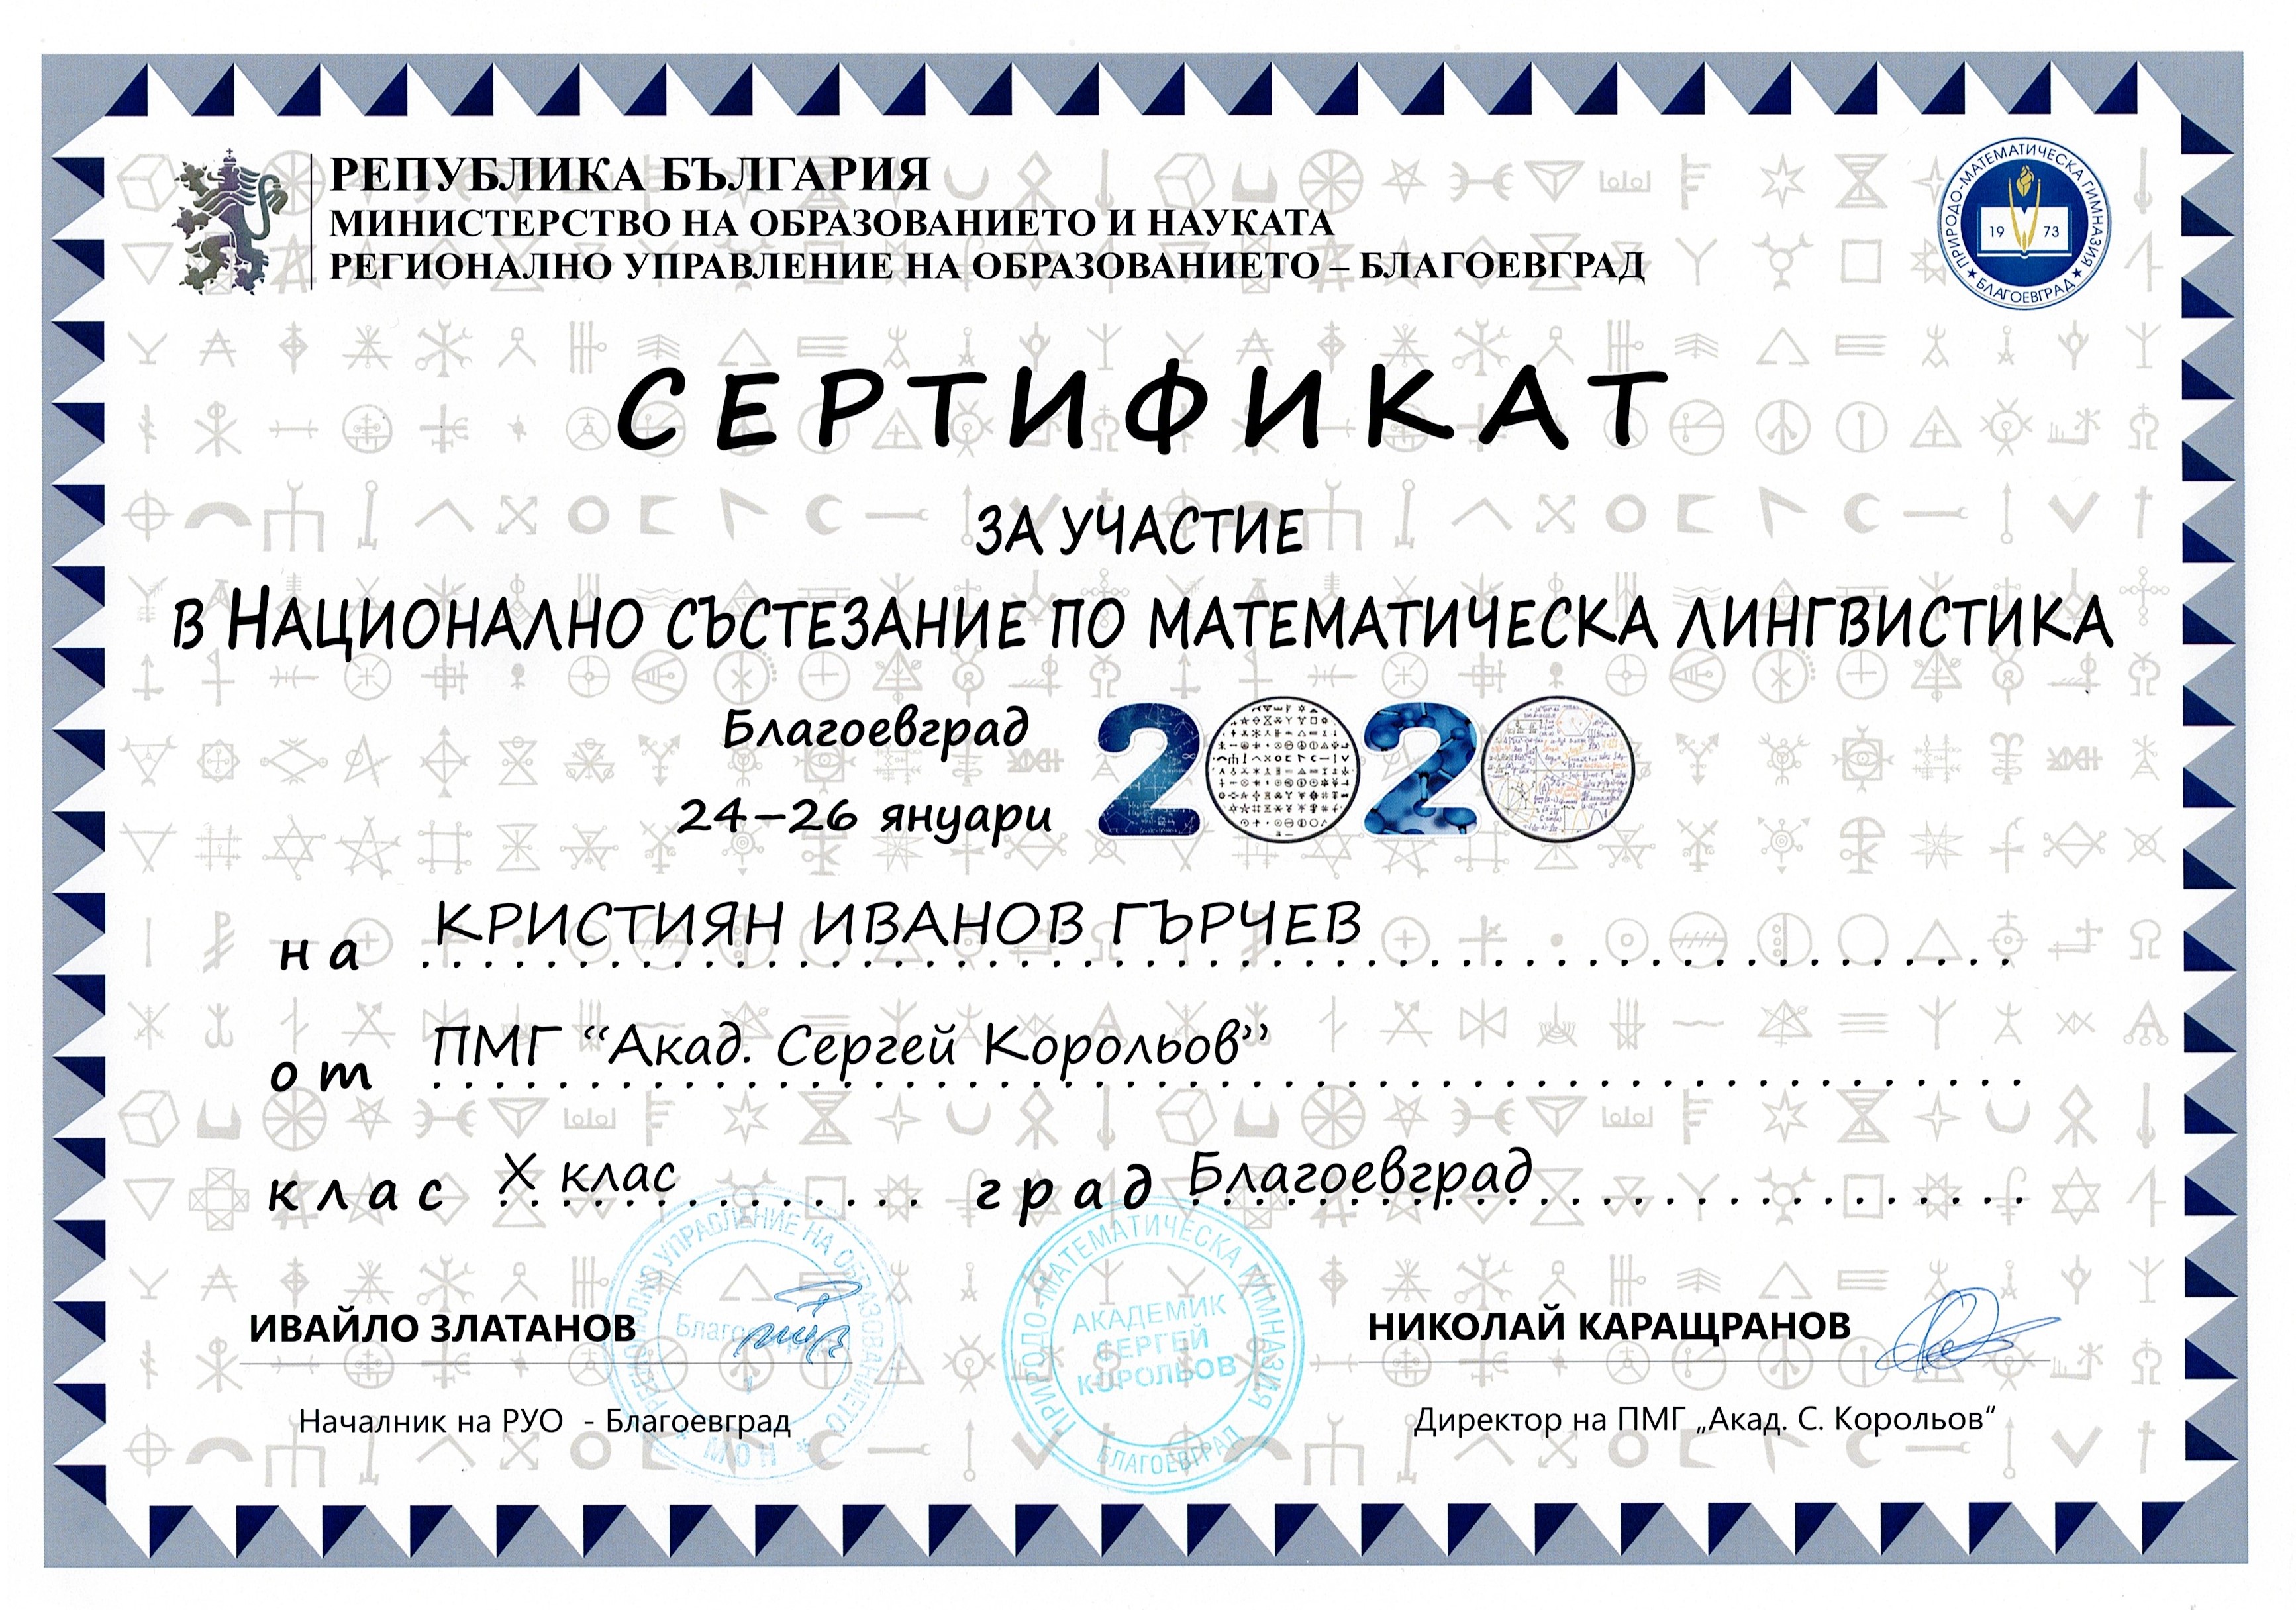 РЕПУБЛИКА БЪЛГАРИЯ
МИНИСТЕРСТВО НА ОБРАЗОВАНИЕТО И НАУКАТА
РЕГИОНАЛНО УПРАВЛЕНИЕ НА ОБРАЗОВАНИЕТО – БЛАГОЕВГРАД
ПРИРОДО-МАТЕМАТИЧЕСКА ГИМНАЗИЯ
19 73
★ БЛАГОЕВГРАД ★
СЕРТИФИКАТ
ЗА УЧАСТИЕ
В НАЦИОНАЛНО СЪСТЕЗАНИЕ ПО МАТЕМАТИЧЕСКА ЛИНГВИСТИКА
Благоевград
24–26 януари 2020
на КРИСТИЯН ИВАНОВ ГЪРЧЕВ
от ПМГ “Акад. Сергей Корольов”
клас X клас град Благоевград
РЕГИОНАЛНО УПРАВЛЕНИЕ НА ОБРАЗОВАНИЕТО
* МОН *
ПРИРОДО-МАТЕМАТИЧЕСКА ГИМНАЗИЯ
АКАДЕМИК
СЕРГЕЙ
КОРОЛЬОВ
БЛАГОЕВГРАД
ИВАЙЛО ЗЛАТАНОВ
НИКОЛАЙ КАРАЩРАНОВ
Началник на РУО - Благоевград
Директор на ПМГ „Акад. С. Корольов“